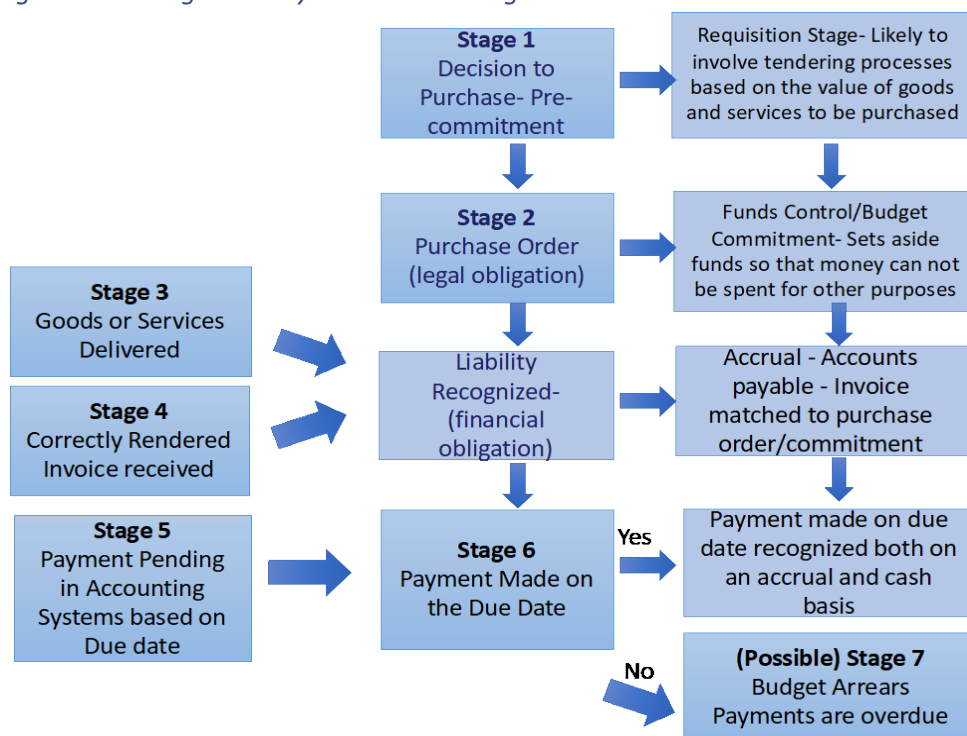 Stage 1
Decision to
Purchase- Pre-
commitment
Requisition Stage- Likely to
involve tendering processes
based on the value of goods
and services to be purchased
Stage 2
Purchase Order
(legal obligation)
Funds Control/Budget
Commitment- Sets aside
funds so that money can not
be spent for other purposes
Stage 3
Goods or Services
Delivered
Liability
Recognized-
(financial
obligation)
Accrual - Accounts
payable - Invoice
matched to purchase
order/commitment
Stage 4
Correctly Rendered
Invoice received
Stage 5
Payment Pending
in Accounting
Systems based on
Due date
Stage 6
Payment Made on
the Due Date
Yes
Payment made on due
date recognized both on
an accrual and cash
basis
No
(Possible) Stage 7
Budget Arrears
Payments are overdue